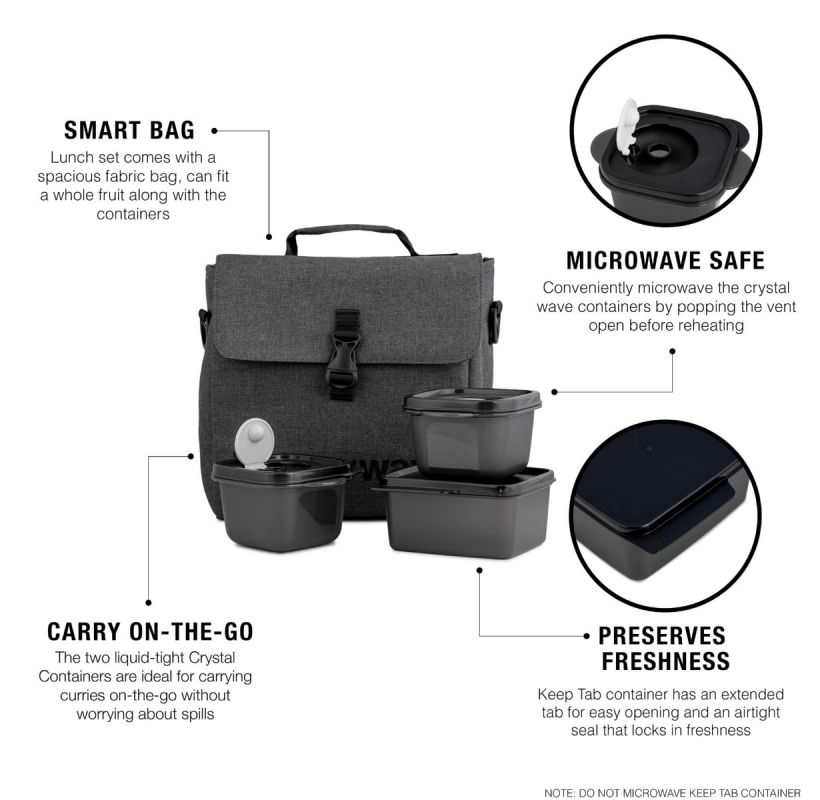 SMART BAG
Lunch set comes with a
spacious fabric bag, can fit
a whole fruit along with the
containers
MICROWAVE SAFE
Conveniently microwave the crystal
wave containers by popping the vent
open before reheating
CARRY ON-THE-GO
The two liquid-tight Crystal
Containers are ideal for carrying
curries on-the-go without
worrying about spills
PRESERVES
FRESHNESS
Keep Tab container has an extended
tab for easy opening and an airtight
seal that locks in freshness
NOTE: DO NOT MICROWAVE KEEP TAB CONTAINER